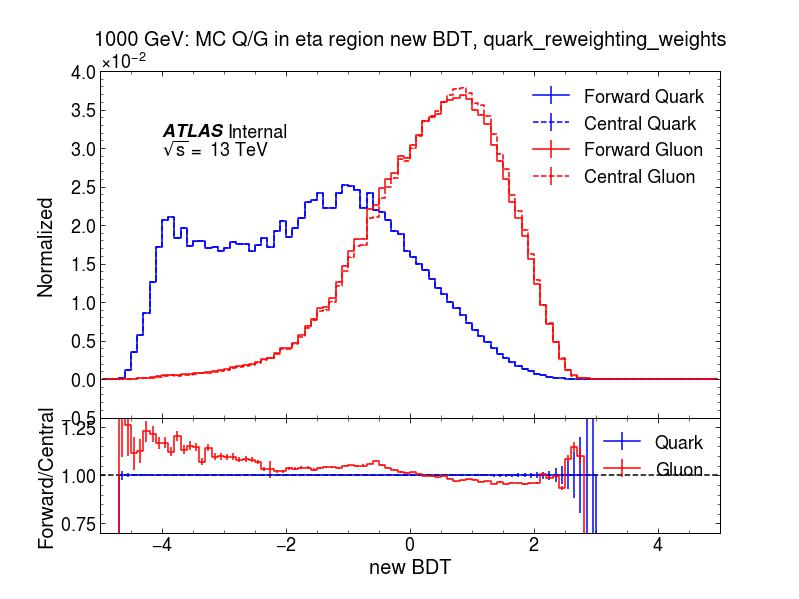 1000 GeV: MC Q/G in eta region new BDT, quark_reweighting_weights
×10⁻²
4.0
3.5
3.0
2.5
2.0
1.5
1.0
0.5
0.0
−0.5
Normalized
ATLAS Internal
√s = 13 TeV
Forward Quark
Central Quark
Forward Gluon
Central Gluon
1.25
1.00
0.75
Forward/Central
Quark
Gluon
−4 −2 0 2 4
new BDT